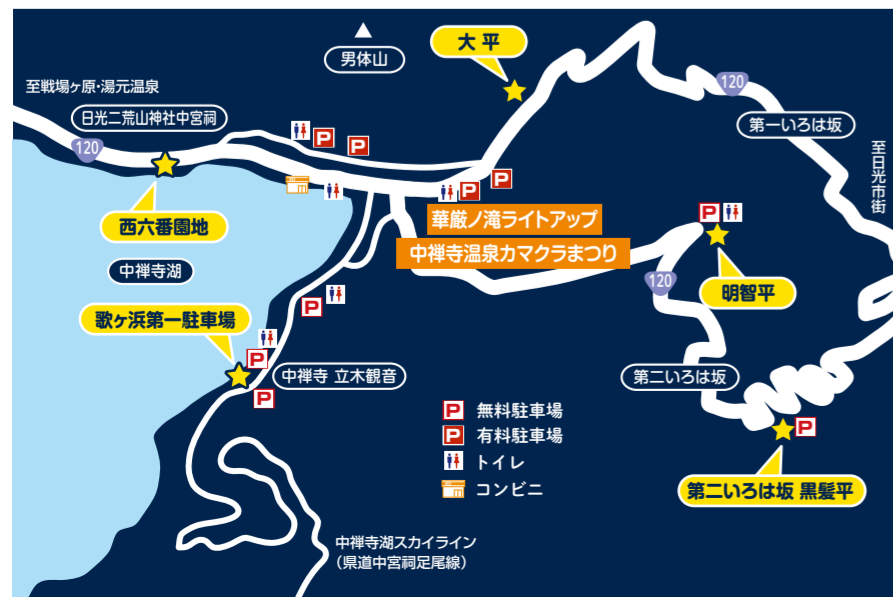 大平
男体山
至戦場ヶ原・湯元温泉
日光二荒山神社中宮祠
120
120
第一いろは坂
至日光市街
P
P
P
P
西六番園地
華厳ノ滝ライトアップ
中禅寺温泉カマクラまつり
P
中禅寺湖
120
明智平
歌ヶ浜第一駐車場
P
P
中禅寺 立木観音
P
第二いろは坂
P
第二いろは坂 黒髪平
P 無料駐車場
P 有料駐車場
トイレ
コンビニ
中禅寺湖スカイライン
（県道中宮祠足尾線）